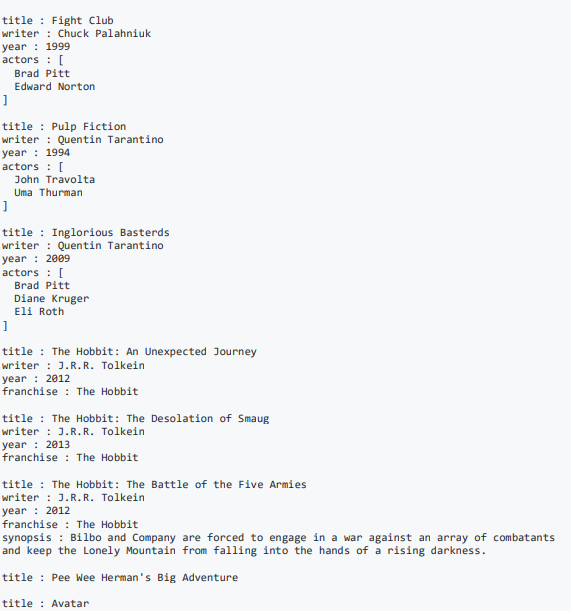 title : Fight Club
writer : Chuck Palahniuk
year : 1999
actors : [
  Brad Pitt
  Edward Norton
]

title : Pulp Fiction
writer : Quentin Tarantino
year : 1994
actors : [
  John Travolta
  Uma Thurman
]

title : Inglorious Basterds
writer : Quentin Tarantino
year : 2009
actors : [
  Brad Pitt
  Diane Kruger
  Eli Roth
]

title : The Hobbit: An Unexpected Journey
writer : J.R.R. Tolkein
year : 2012
franchise : The Hobbit

title : The Hobbit: The Desolation of Smaug
writer : J.R.R. Tolkein
year : 2013
franchise : The Hobbit

title : The Hobbit: The Battle of the Five Armies
writer : J.R.R. Tolkein
year : 2012
franchise : The Hobbit
synopsis : Bilbo and Company are forced to engage in a war against an array of combatants
and keep the Lonely Mountain from falling into the hands of a rising darkness.

title : Pee Wee Herman's Big Adventure

title : Avatar